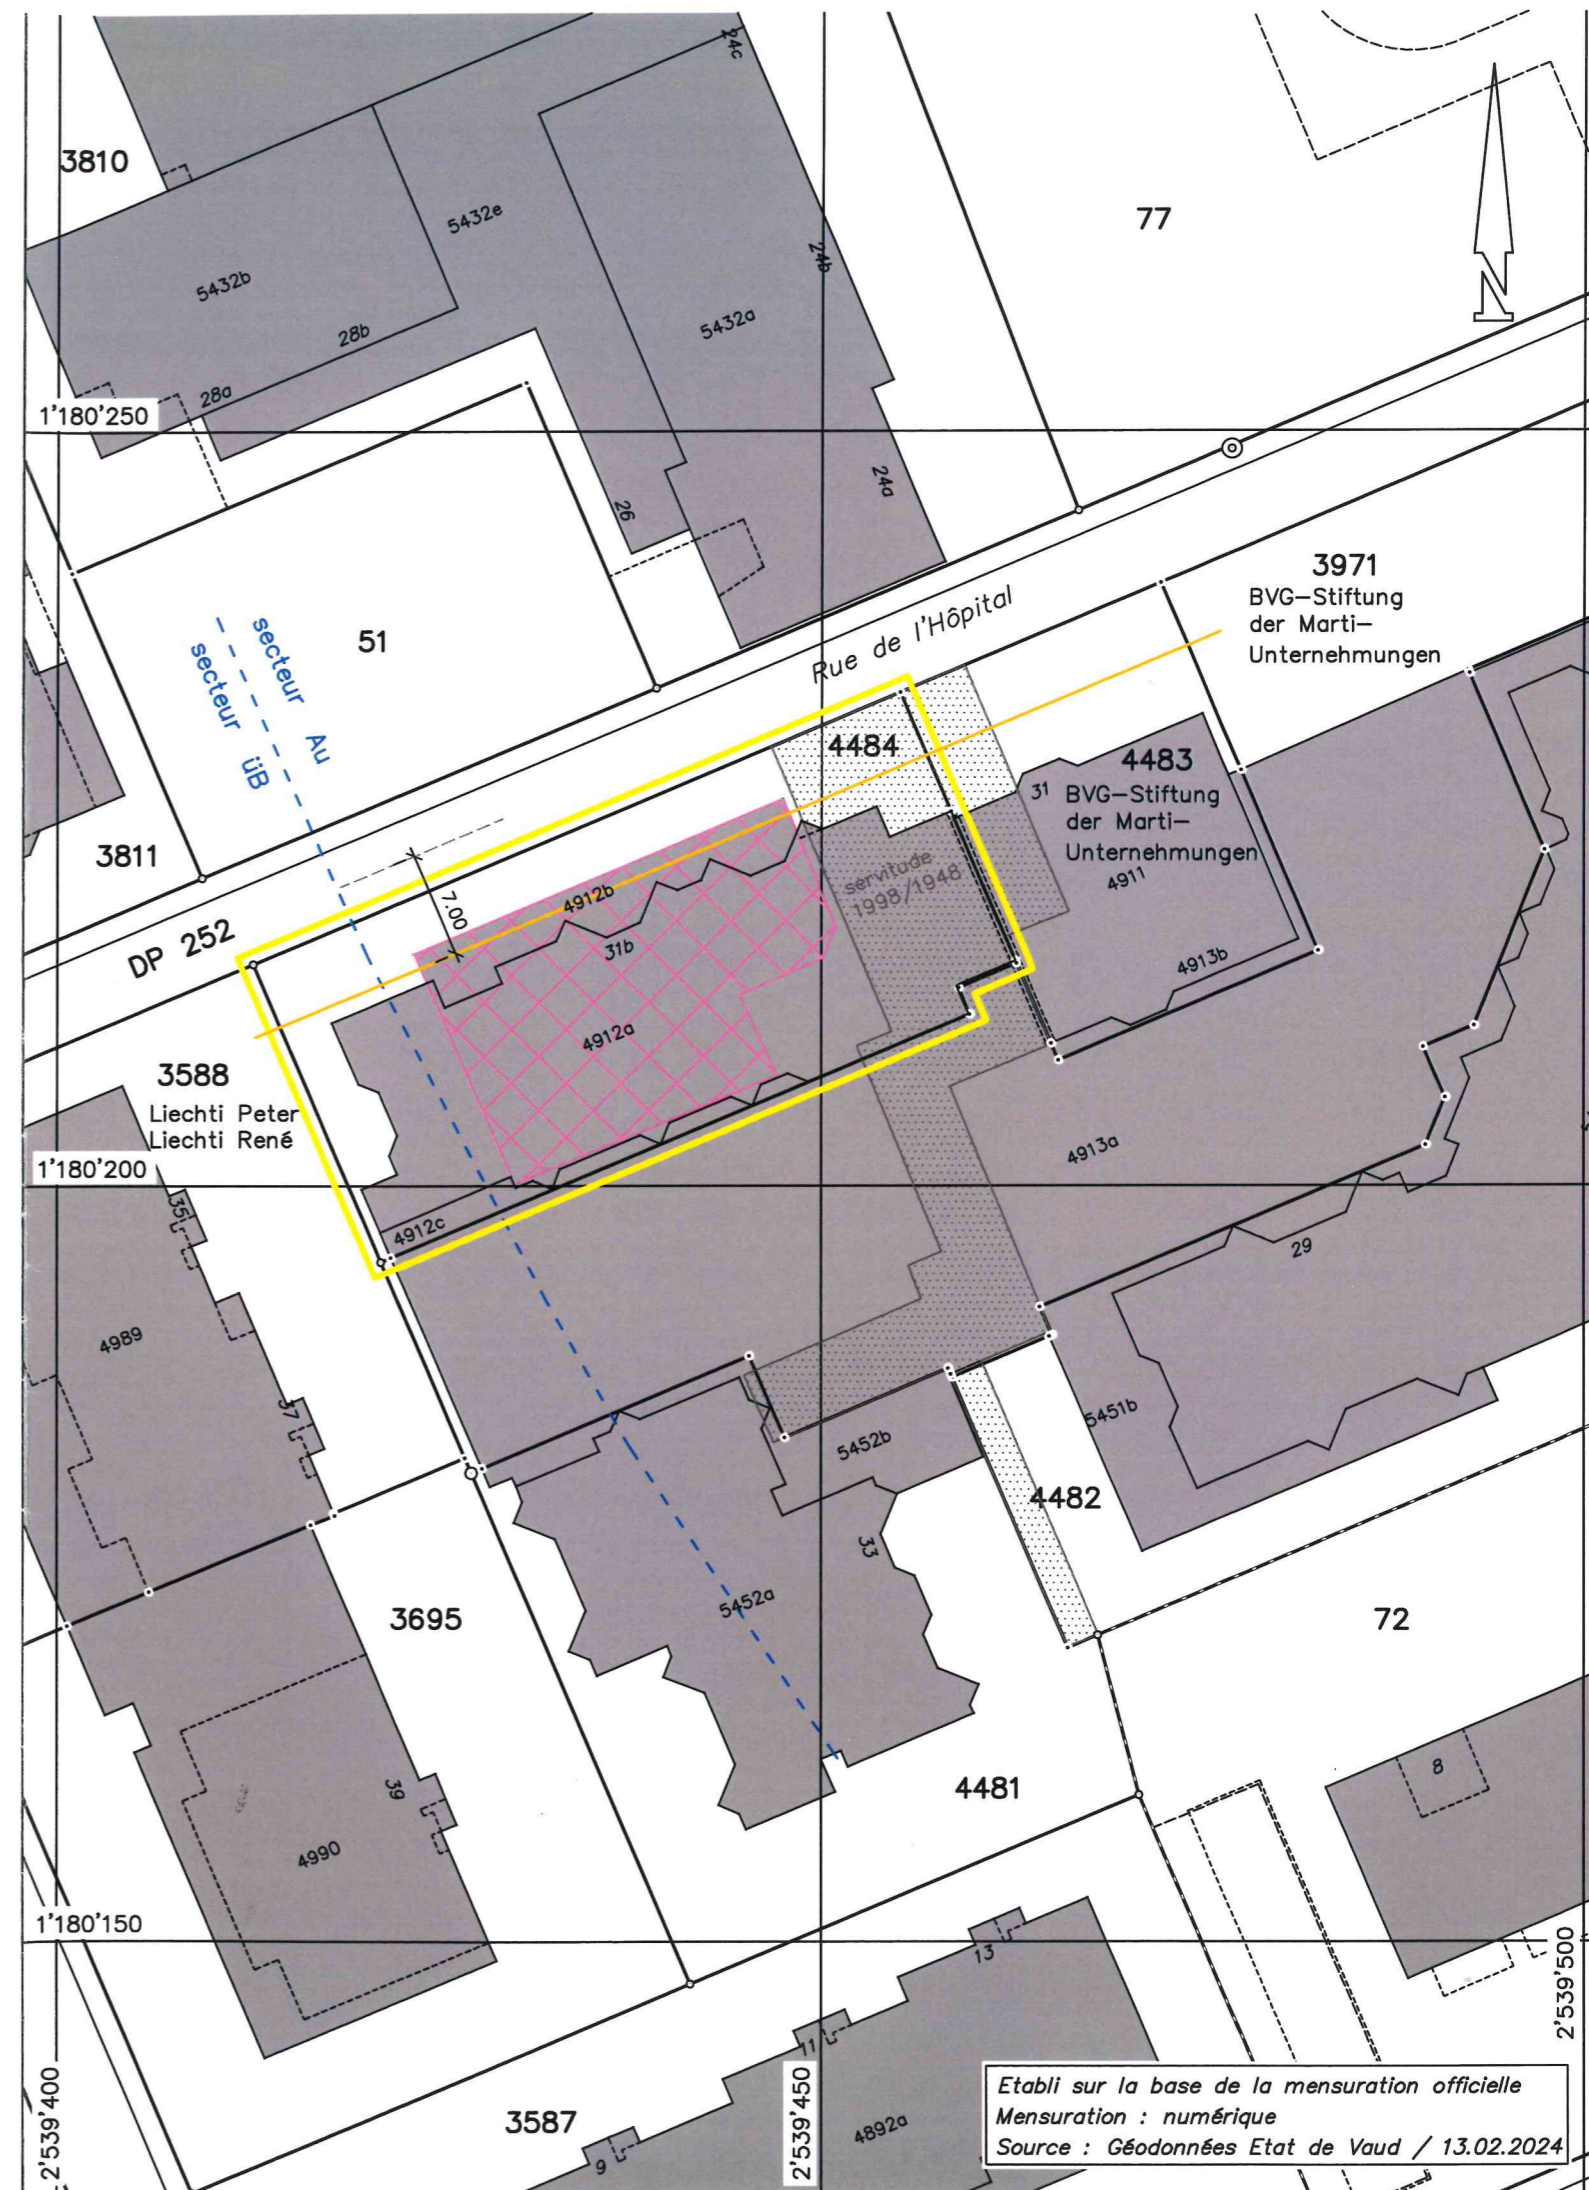 24c
3810
77
5432e
24b
5432b
5432a
28b
28a
N
1'180'250
24a
26
3971
BVG-Stiftung
der Marti-
Unternehmungen
Rue de l'Hôpital
51
secteur Au
secteur üB
4484
4483
31
BVG-Stiftung
der Marti-
Unternehmungen
4911
3811
servitude
1998/1948
4912b
7.00
31b
DP 252
4913b
4912a
3588
Liechti Peter
Liechti René
1'180'200
4913a
35
4912c
29
4989
37
5451b
5452b
4482
33
5452a
3695
72
8
39
4481
4990
1'180'150
13
2'539'500
11
2'539'400
2'539'450
3587
4892a
9
Etabli sur la base de la mensuration officielle
Mensuration : numérique
Source : Géodonnées Etat de Vaud / 13.02.2024